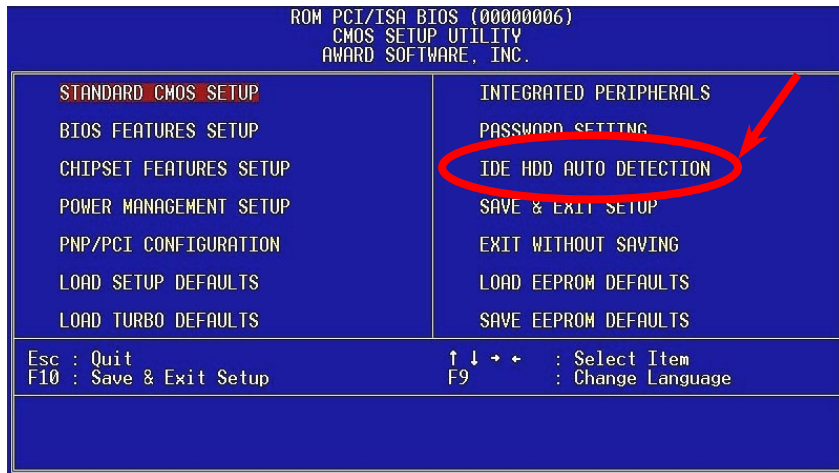 ROM PCI/ISA BIOS (00000006)
CMOS SETUP UTILITY
AWARD SOFTWARE, INC.
STANDARD CMOS SETUP
BIOS FEATURES SETUP
CHIPSET FEATURES SETUP
POWER MANAGEMENT SETUP
PNP/PCI CONFIGURATION
LOAD SETUP DEFAULTS
LOAD TURBO DEFAULTS
INTEGRATED PERIPHERALS
PASSWORD SETTING
IDE HDD AUTO DETECTION
SAVE & EXIT SETUP
EXIT WITHOUT SAVING
LOAD EEPROM DEFAULTS
SAVE EEPROM DEFAULTS
Esc : Quit
F10 : Save & Exit Setup
↑ ↓ → ← : Select Item
F9 : Change Language